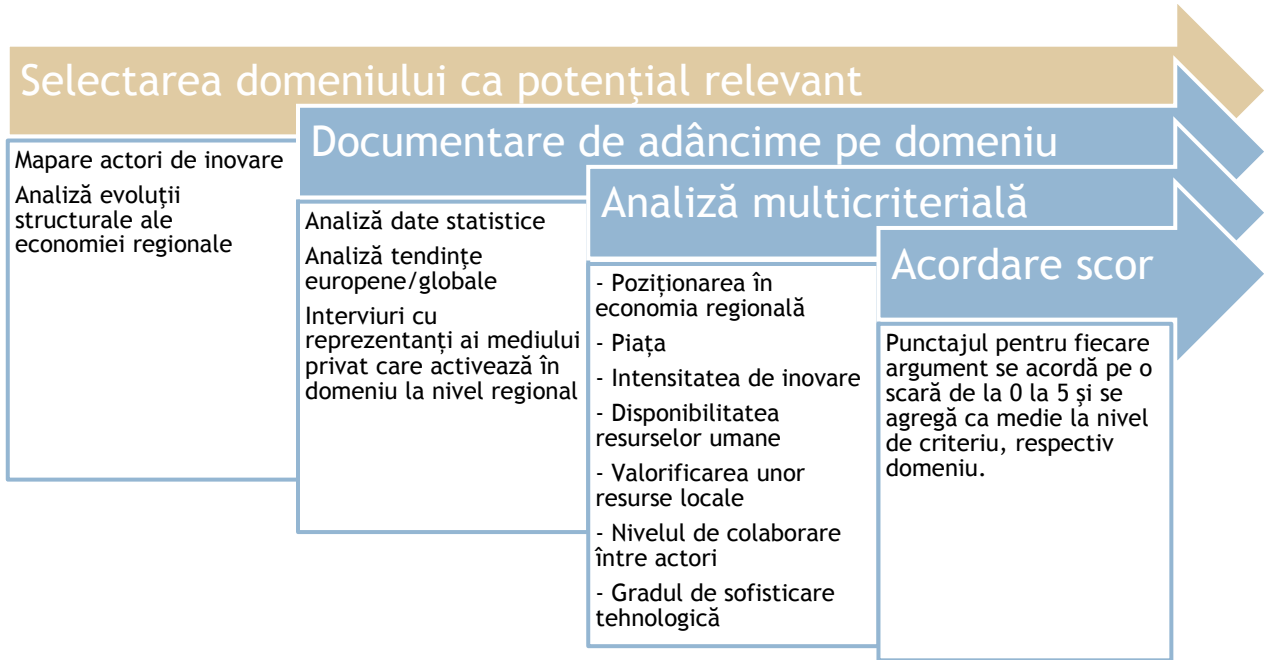 Selectarea domeniului ca potenţial relevant
Mapare actori de inovare
Analiză evoluţii
structurale ale
economiei regionale
Documentare de adâncime pe domeniu
Analiză date statistice
Analiză tendinţe
europene/globale
Interviuri cu
reprezentanți ai mediului
privat care activează în
domeniu la nivel regional
Analiză multicriterială
- Poziționarea în
economia regională
- Piața
- Intensitatea de inovare
- Disponibilitatea
resurselor umane
- Valorificarea unor
resurse locale
- Nivelul de colaborare
între actori
- Gradul de sofisticare
tehnologică
Acordare scor
Punctajul pentru fiecare
argument se acordă pe o
scară de la 0 la 5 şi se
agregă ca medie la nivel
de criteriu, respectiv
domeniu.